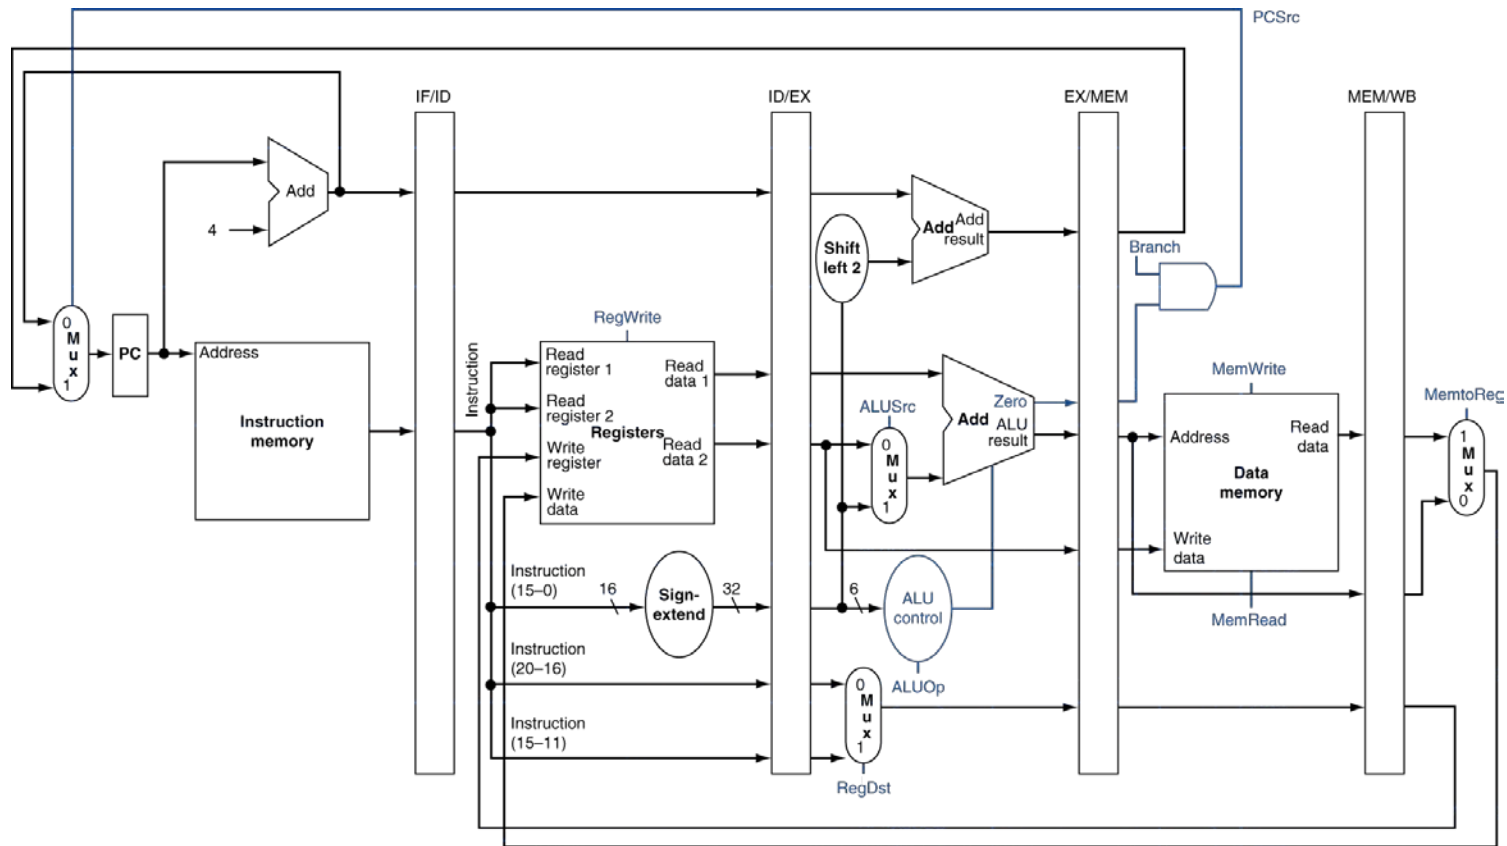 PCSrc
IF/ID
ID/EX
EX/MEM
MEM/WB
Add
4
Add
Add
result
Shift
left 2
Branch
0
M
u
x
1
PC
Address
Instruction
memory
Instruction
RegWrite
Read
register 1
Read
register 2
Write
register
Write
data
Registers
Read
data 1
Read
data 2
ALUSrc
0
M
u
x
1
Add
Zero
ALU
result
MemWrite
Address
Read
data
Data
memory
Write
data
MemRead
MemtoReg
1
M
u
x
0
Instruction
(15–0)
16
Sign-
extend
32
6
ALU
control
ALUOp
Instruction
(20–16)
Instruction
(15–11)
0
M
u
x
1
RegDst